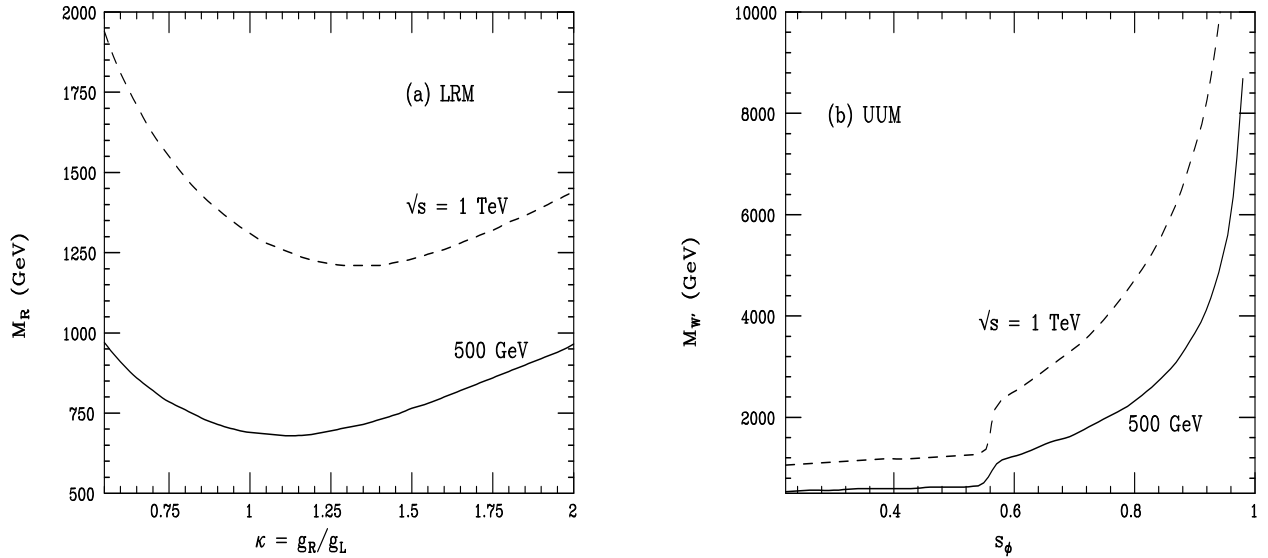 2000
1750
1500
1250
1000
750
500
M_R (GeV)
(a) LRM
√s = 1 TeV
500 GeV
0.75
1
1.25
1.5
1.75
2
κ = g_R/g_L
10000
8000
6000
4000
2000
M_W′ (GeV)
(b) UUM
√s = 1 TeV
500 GeV
0.4
0.6
0.8
1
s_ϕ